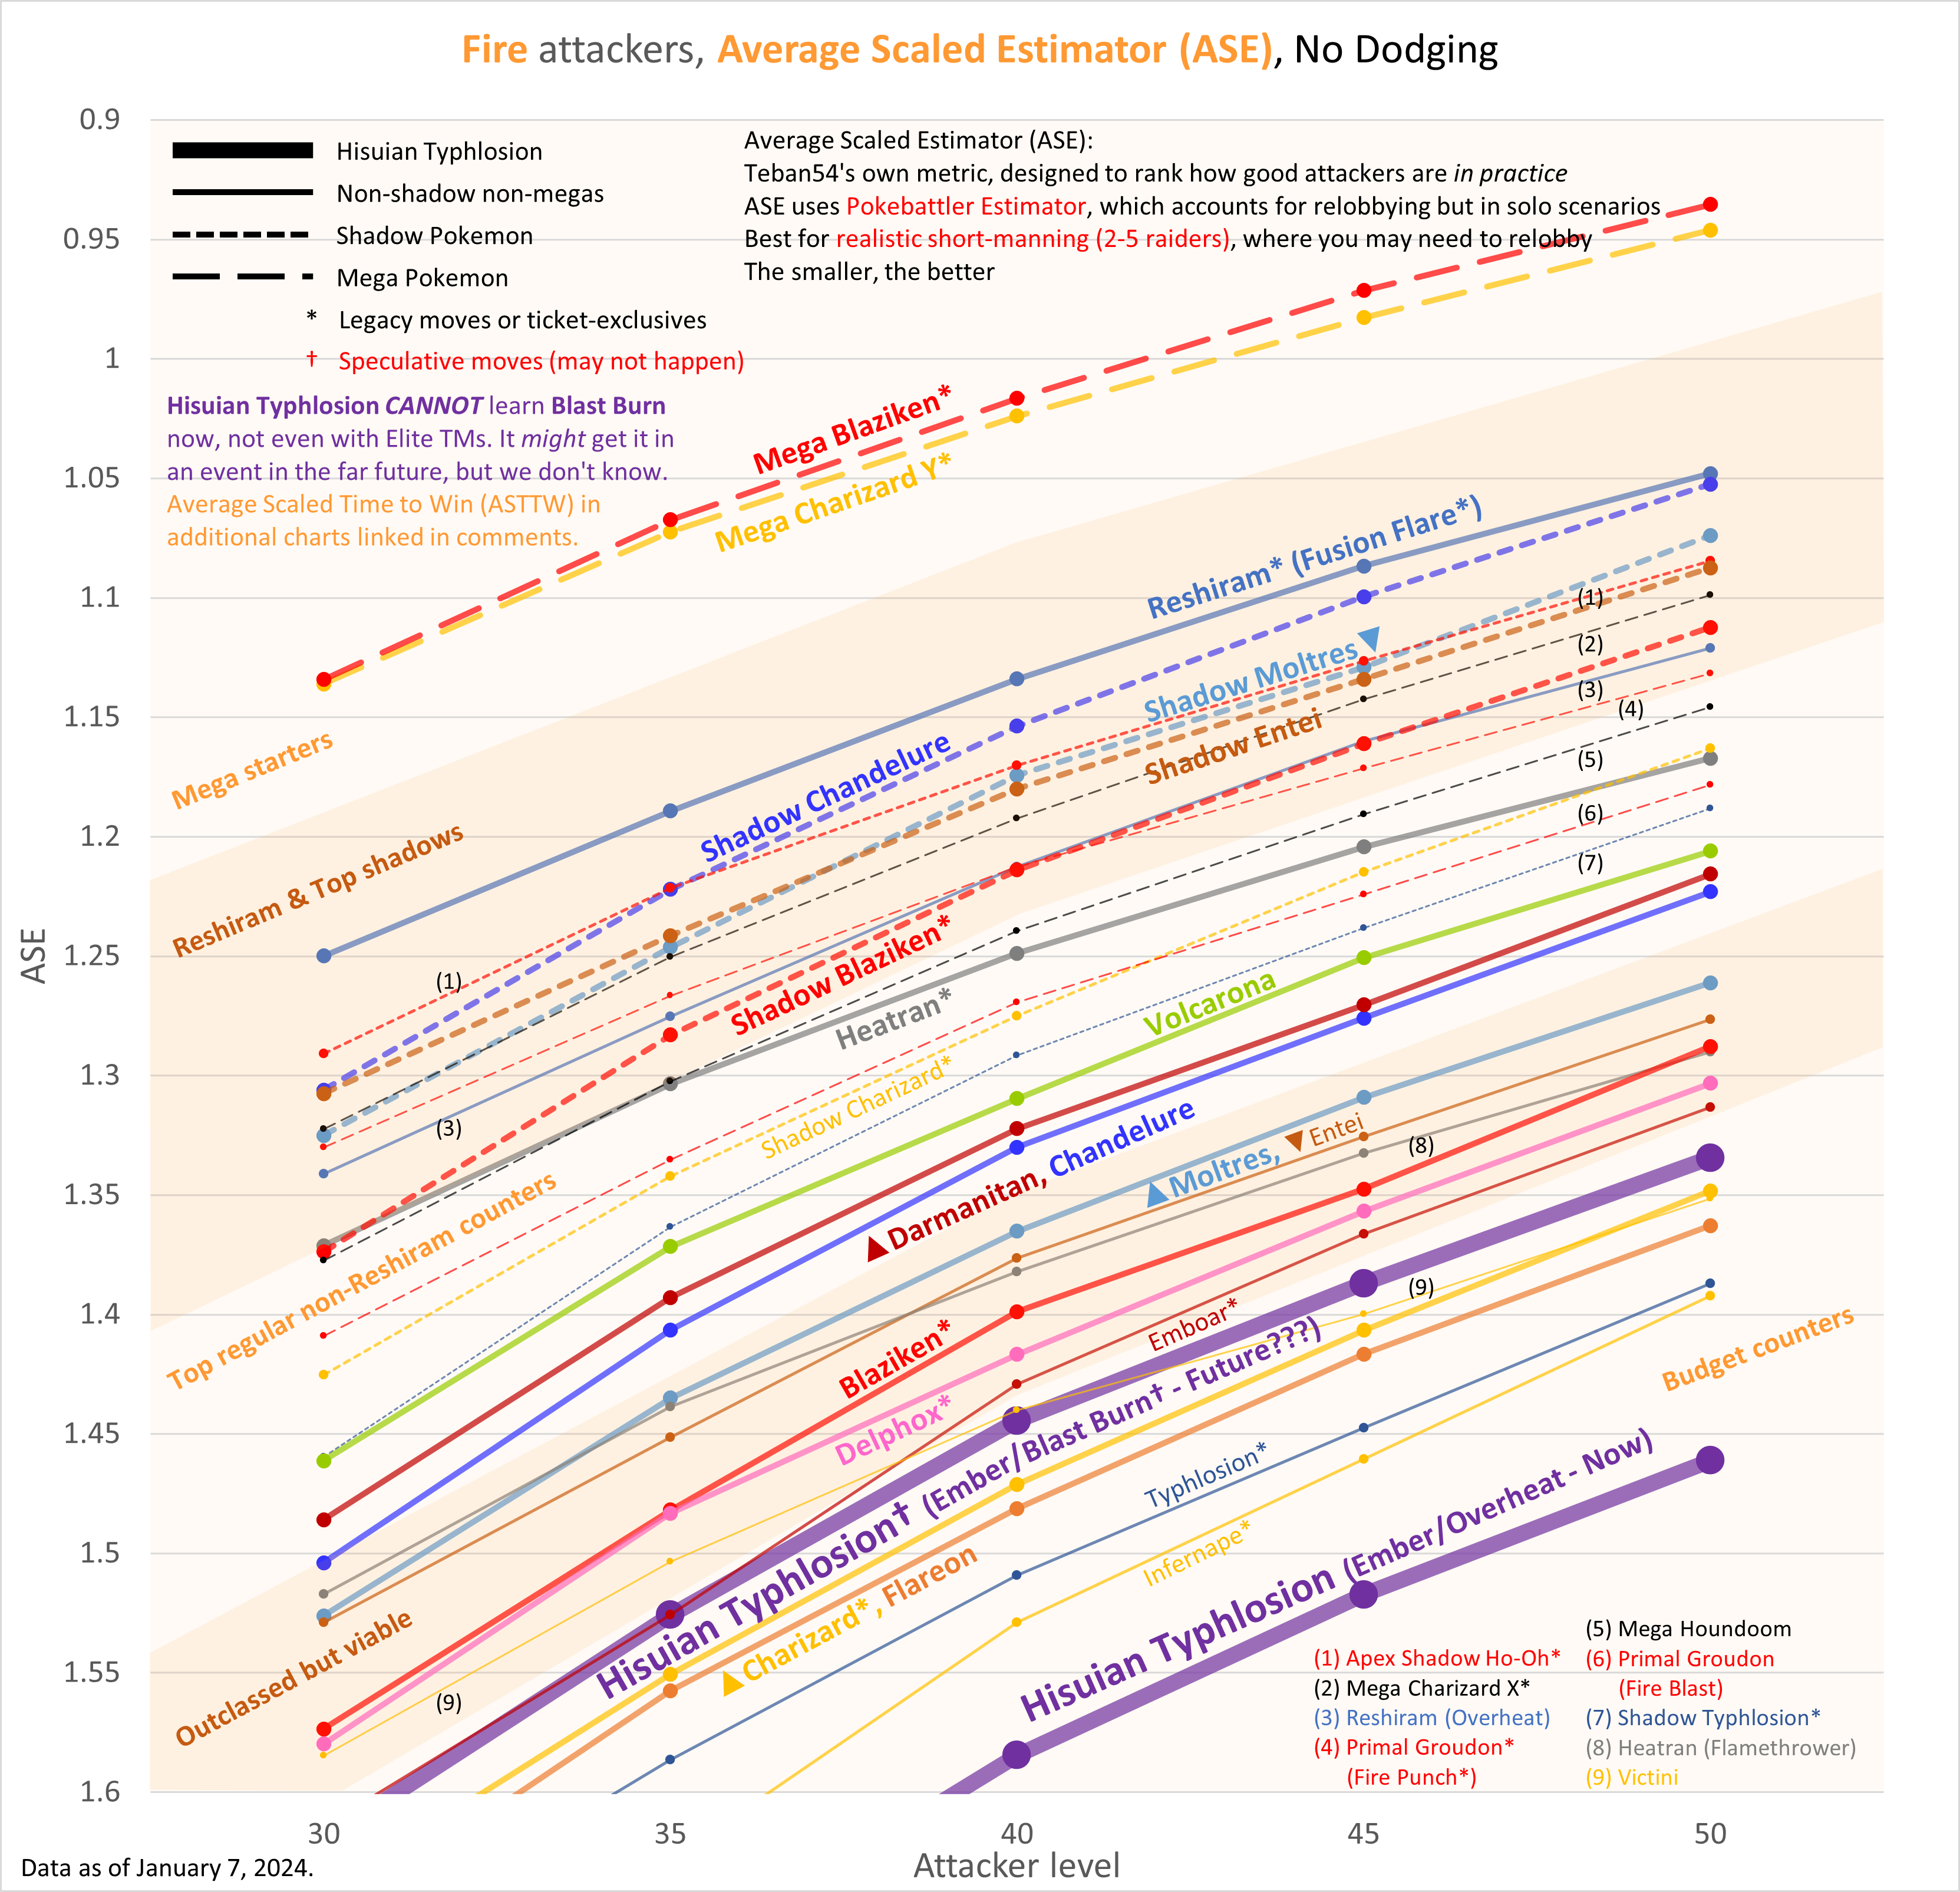 Fire attackers, Average Scaled Estimator (ASE), No Dodging
0.9
0.95
1
1.05
1.1
1.15
1.2
1.25
1.3
1.35
1.4
1.45
1.5
1.55
1.6
ASE
Hisuian Typhlosion
Non-shadow non-megas
Shadow Pokemon
Mega Pokemon
* Legacy moves or ticket-exclusives
† Speculative moves (may not happen)
Hisuian Typhlosion CANNOT learn Blast Burn
now, not even with Elite TMs. It might get it in
an event in the far future, but we don't know.
Average Scaled Time to Win (ASTTW) in
additional charts linked in comments.
Average Scaled Estimator (ASE):
Teban54's own metric, designed to rank how good attackers are in practice
ASE uses Pokebattler Estimator, which accounts for relobbying but in solo scenarios
Best for realistic short-manning (2-5 raiders), where you may need to relobby
The smaller, the better
Mega Blaziken*
Mega Charizard Y*
Reshiram* (Fusion Flare*)
Shadow Moltres
Shadow Entei
Shadow Chandelure
Shadow Blaziken*
Heatran*
Shadow Charizard*
Volcarona
▲Darmanitan, Chandelure
▲Moltres, ▼Entei
Blaziken*
Delphox*
Emboar*
Hisuian Typhlosion† (Ember/Blast Burn† - Future???)
▲Charizard*, Flareon
Typhlosion*
Infernape*
Hisuian Typhlosion (Ember/Overheat - Now)
Mega starters
Reshiram & Top shadows
Top regular non-Reshiram counters
Outclassed but viable
Budget counters
(1)
(3)
(9)
(1)
(2)
(3)
(4)
(5)
(6)
(7)
(8)
(9)
(1) Apex Shadow Ho-Oh*
(2) Mega Charizard X*
(3) Reshiram (Overheat)
(4) Primal Groudon*
(Fire Punch*)
(5) Mega Houndoom
(6) Primal Groudon
(Fire Blast)
(7) Shadow Typhlosion*
(8) Heatran (Flamethrower)
(9) Victini
30
35
40
45
50
Attacker level
Data as of January 7, 2024.